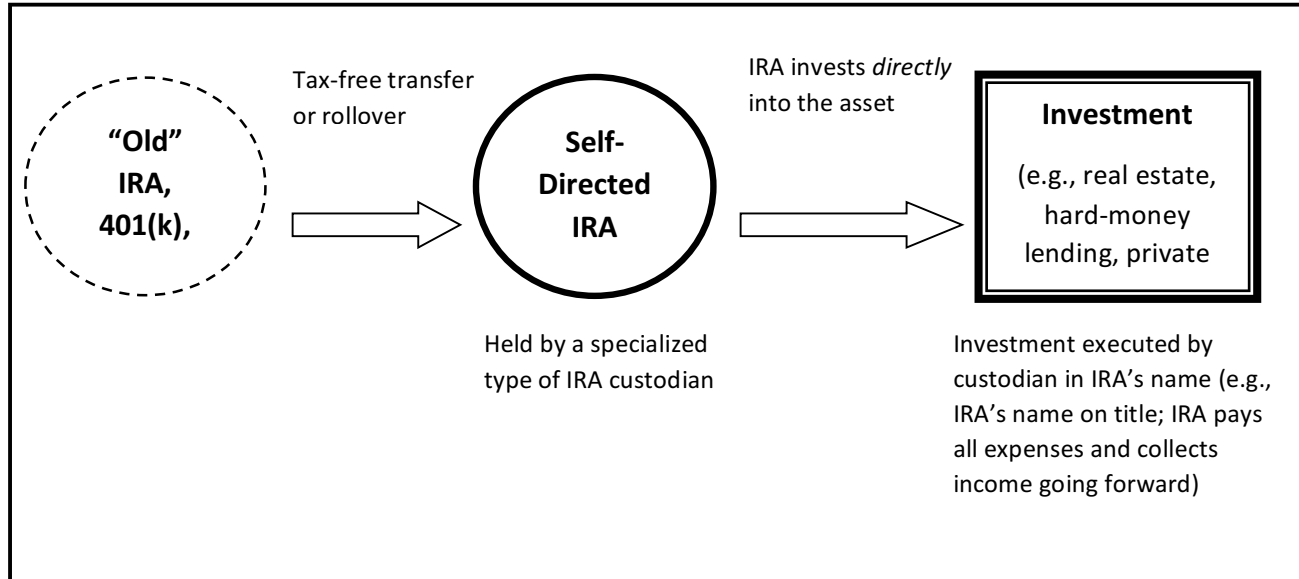 “Old”
IRA,
401(k),
Tax-free transfer
or rollover
Self-
Directed
IRA
Held by a specialized
type of IRA custodian
IRA invests directly
into the asset
Investment
(e.g., real estate,
hard-money
lending, private
Investment executed by
custodian in IRA’s name (e.g.,
IRA’s name on title; IRA pays
all expenses and collects
income going forward)